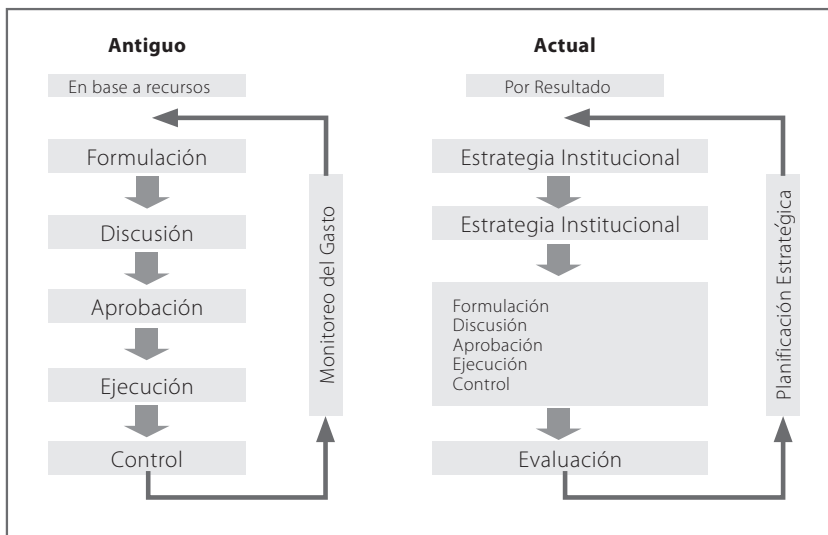 Antiguo
En base a recursos
Formulación
Discusión
Aprobación
Ejecución
Control
Monitoreo del Gasto
Actual
Por Resultado
Estrategia Institucional
Estrategia Institucional
Formulación
Discusión
Aprobación
Ejecución
Control
Evaluación
Planificación Estratégica